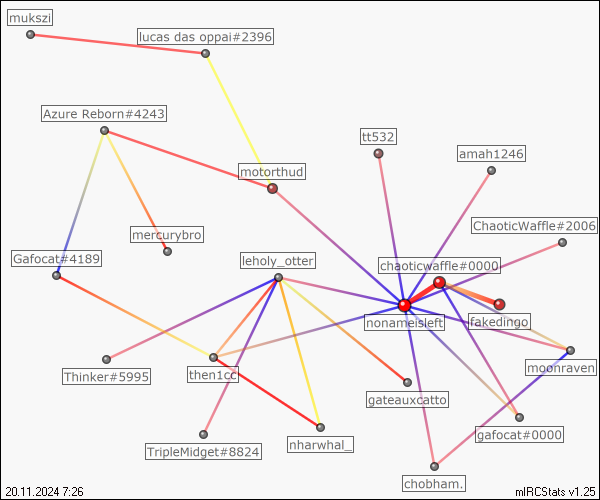 mukszi
lucas das oppai#2396
Azure Reborn#4243
tt532
amah1246
motorthud
ChaoticWaffle#2006
mercurybro
Gafocat#4189
leholy_otter
chaoticwaffle#0000
nonameisleft
fakedingo
moonraven
Thinker#5995
then1cc
gateauxcatto
gafocat#0000
TripleMidget#8824
nharwhal_
chobham.
20.11.2024 7:26
mIRCStats v1.25